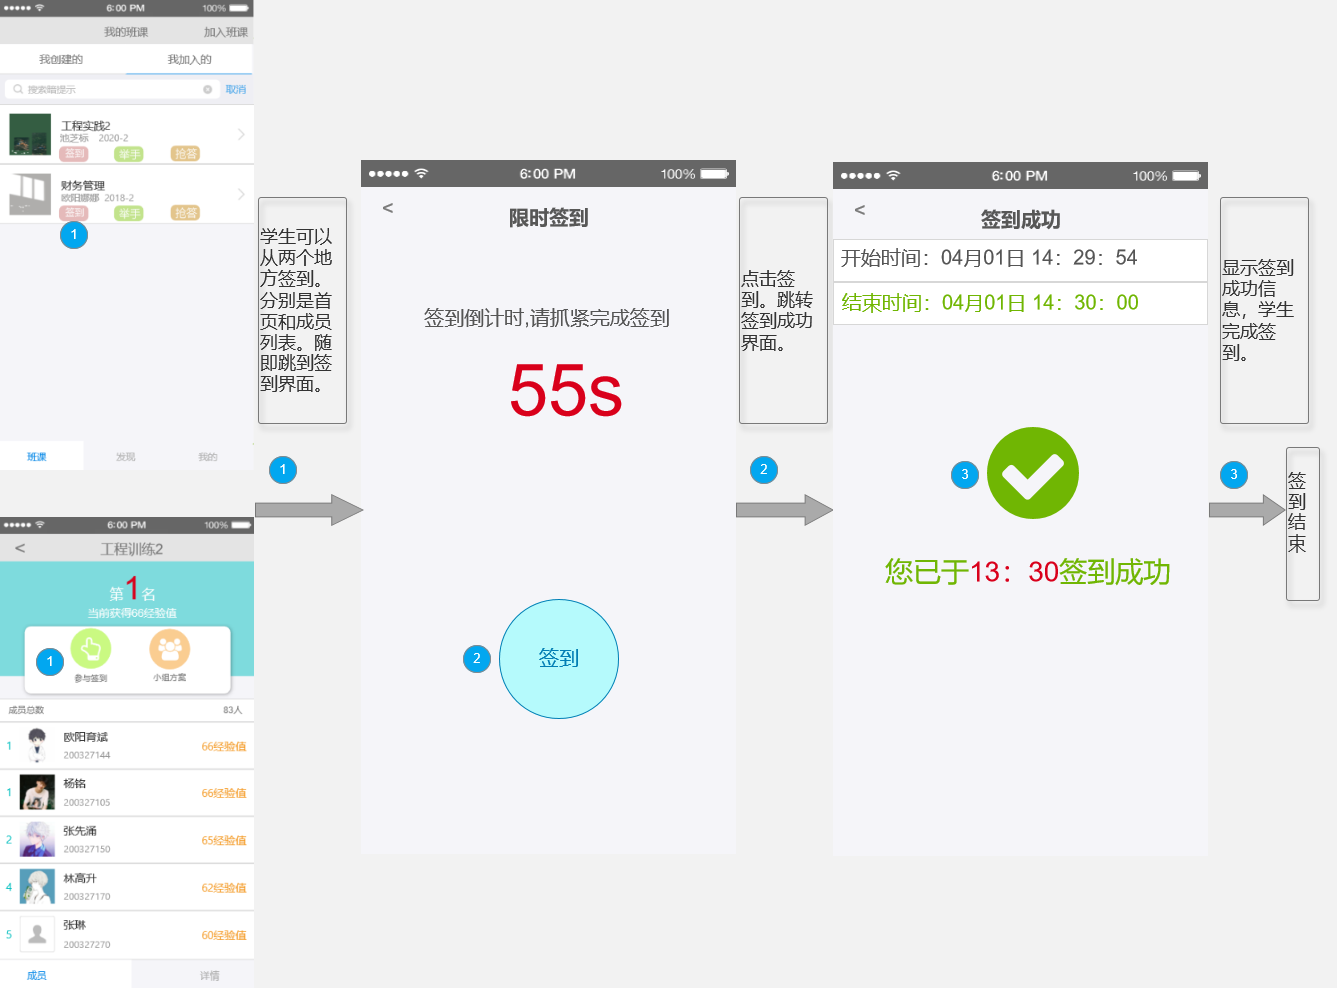 6:00 PM
100%
我的班课
加入班课
我创建的
我加入的
搜索暗提示
取消
工程实践2
池芝标 2020-2
签到
举手
抢答
财务管理
欧阳娜娜 2018-2
签到
举手
抢答
1
班课
发现
我的
6:00 PM
100%
<
工程训练2
第1名
当前获得66经验值
1
参与签到
小组方案
成员总数
83人
1
欧阳育斌
200327144
66经验值
1
杨铭
200327105
66经验值
2
张先涌
200327150
65经验值
4
林高升
200327170
62经验值
5
张琳
200327270
60经验值
成员
详情
学生可以
从两个地
方签到。
分别是首
页和成员
列表。随
即跳到签
到界面。
1
6:00 PM
100%
<
限时签到
签到倒计时,请抓紧完成签到
55s
2
签到
点击签
到。跳转
签到成功
界面。
2
6:00 PM
100%
<
签到成功
开始时间：04月01日 14：29：54
结束时间：04月01日 14：30：00
3
您已于13：30签到成功
显示签到
成功信
息，学生
完成签
到。
3
签
到
结
束